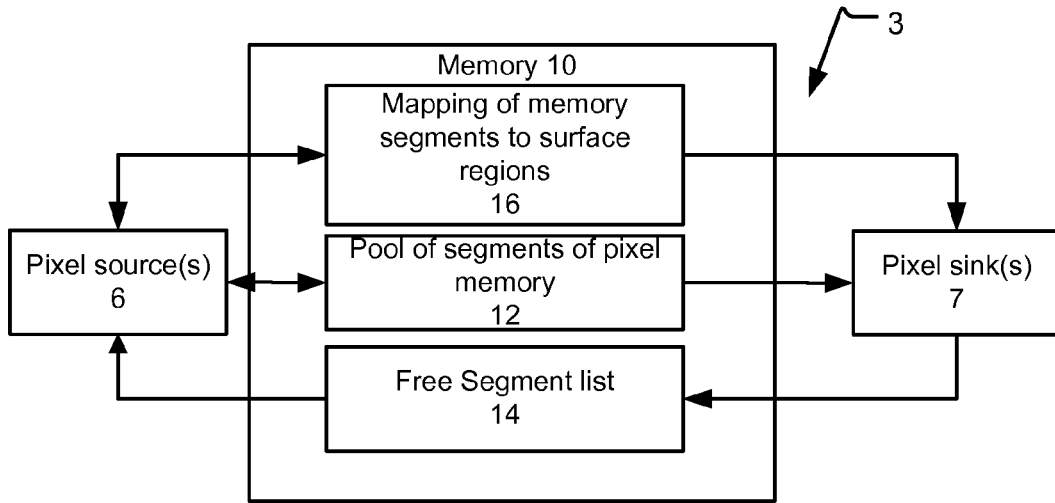 3
Memory 10
Mapping of memory
segments to surface
regions
16
Pixel source(s)
6
Pool of segments of pixel
memory
12
Pixel sink(s)
7
Free Segment list
14